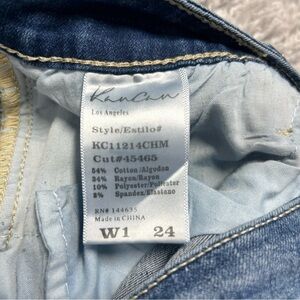 KanCan
Los Angeles
Style/Estilo#
KC11214CHM
Cut#45465
54% Cotton/Algodon
34% Rayon/Rayon
10% Polyester/Poliester
2% Spandex/Elastano
RN# 144635
Made in CHINA
W1 24